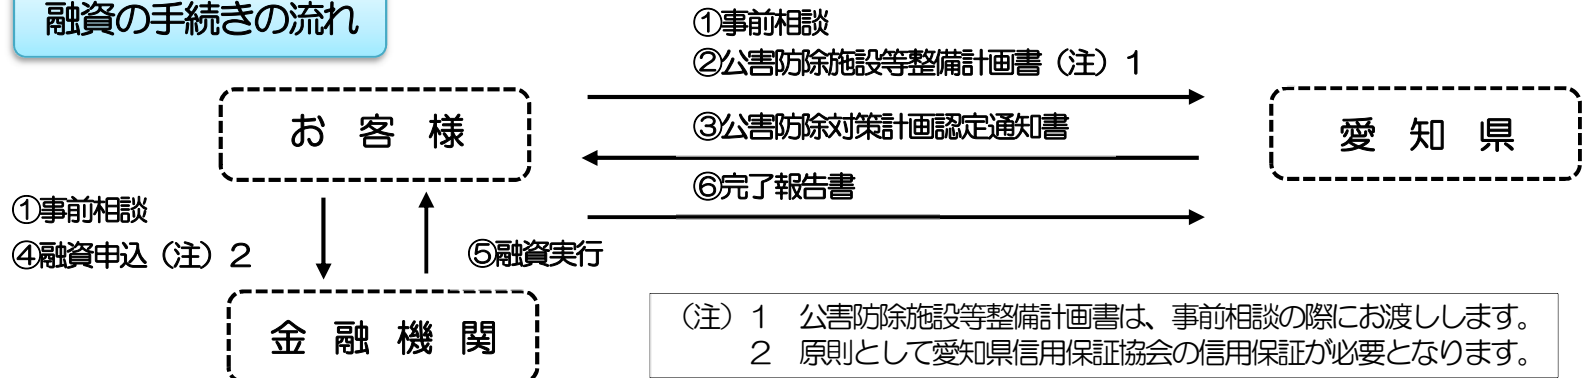 融資の手続きの流れ
①事前相談
②公害防除施設等整備計画書（注）１
お　客　様
③公害防除対策計画認定通知書
愛　知　県
⑥完了報告書
①事前相談
④融資申込（注）２
⑤融資実行
金　融　機　関
（注）１　公害防除施設等整備計画書は、事前相談の際にお渡しします。
２　原則として愛知県信用保証協会の信用保証が必要となります。